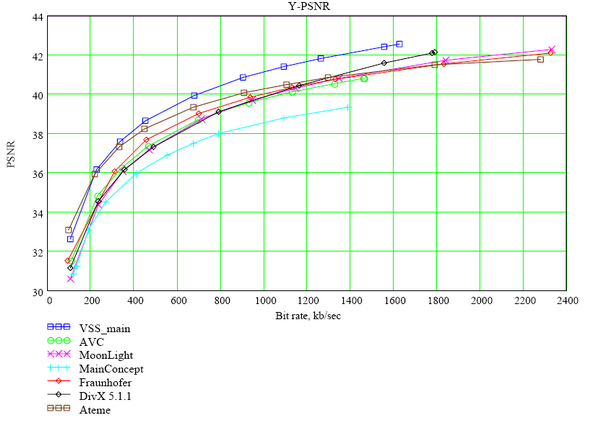 Y-PSNR
44
42
40
38
36
34
32
30
PSNR
0 200 400 600 800 1000 1200 1400 1600 1800 2000 2200 2400
Bit rate, kb/sec
VSS_main
AVC
MoonLight
MainConcept
Fraunhofer
DivX 5.1.1
Ateme